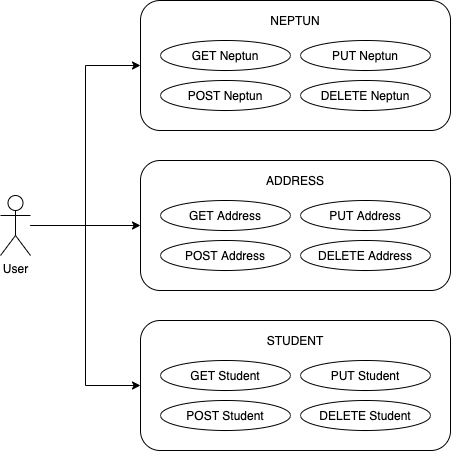 NEPTUN
GET Neptun
PUT Neptun
POST Neptun
DELETE Neptun
ADDRESS
GET Address
PUT Address
POST Address
DELETE Address
User
STUDENT
GET Student
PUT Student
POST Student
DELETE Student